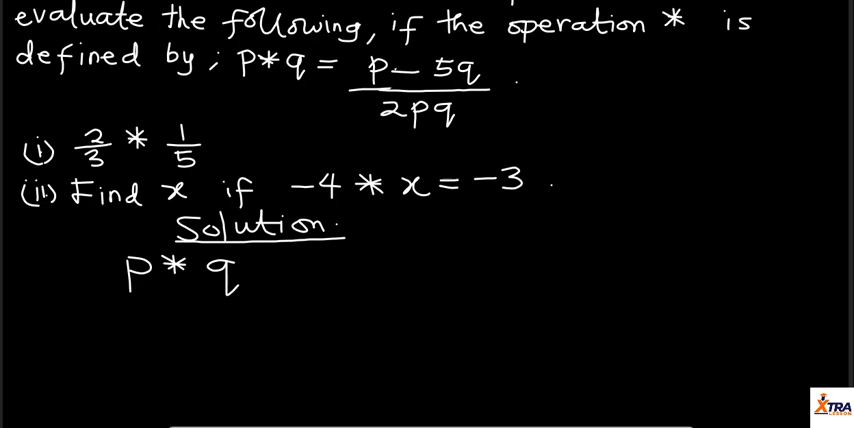 evaluate the following, if the operation * is
defined by; p*q = p - 5q / 2pq
(i) 2/3 * 1/5
(ii) Find x if -4 * x = -3
Solution.
p * q
XTRA
LESSON